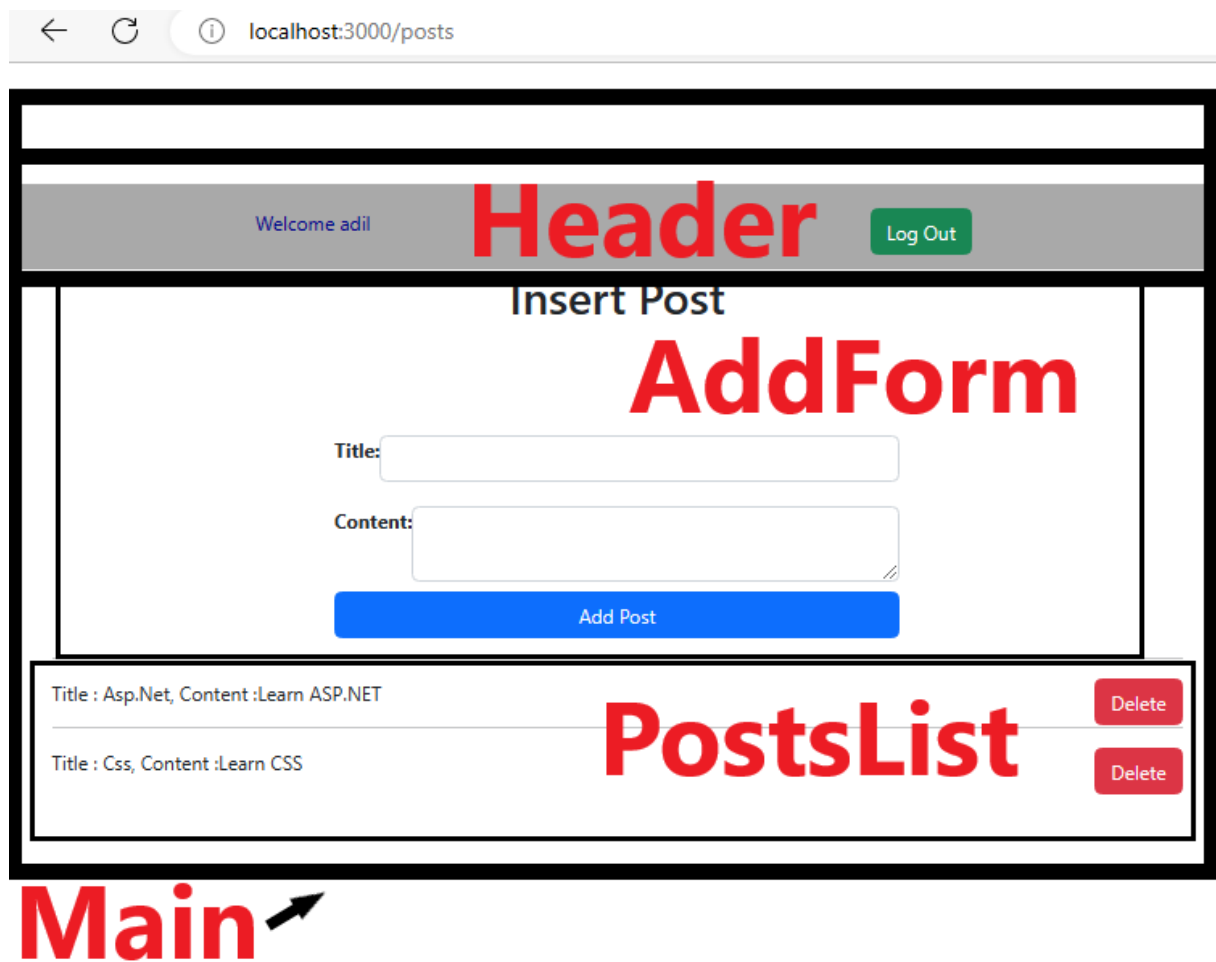 localhost:3000/posts
Welcome adil
Header
Log Out
Insert Post
AddForm
Title:
Content:
Add Post
Title : Asp.Net, Content :Learn ASP.NET
Delete
PostsList
Title : Css, Content :Learn CSS
Delete
Main